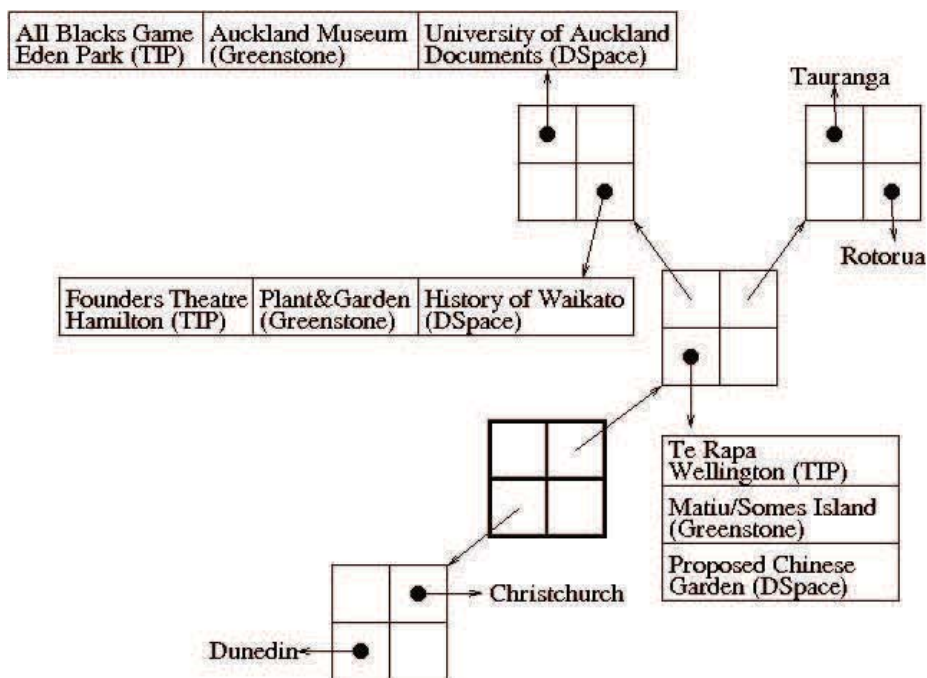 All Blacks Game
Eden Park (TIP)
Auckland Museum
(Greenstone)
University of Auckland
Documents (DSpace)
Tauranga
Rotorua
Founders Theatre
Hamilton (TIP)
Plant&Garden
(Greenstone)
History of Waikato
(DSpace)
Te Rapa
Wellington (TIP)
Matiu/Somes Island
(Greenstone)
Proposed Chinese
Garden (DSpace)
Christchurch
Dunedin